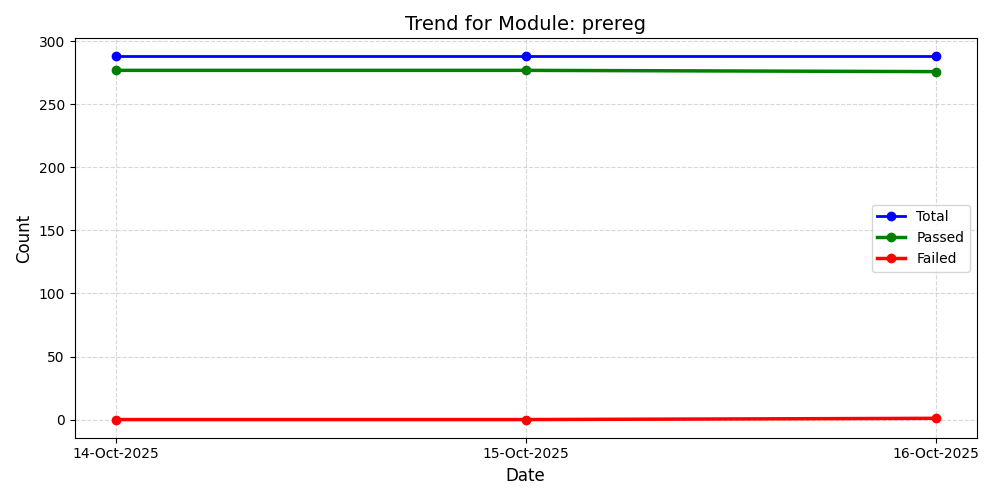 Trend for Module: prereg
300
250
200
150
100
50
0
Count
Total
Passed
Failed
14-Oct-2025
15-Oct-2025
16-Oct-2025
Date